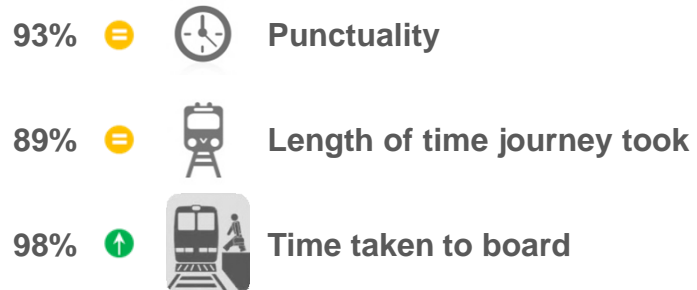 93% Punctuality
89% Length of time journey took
98% Time taken to board